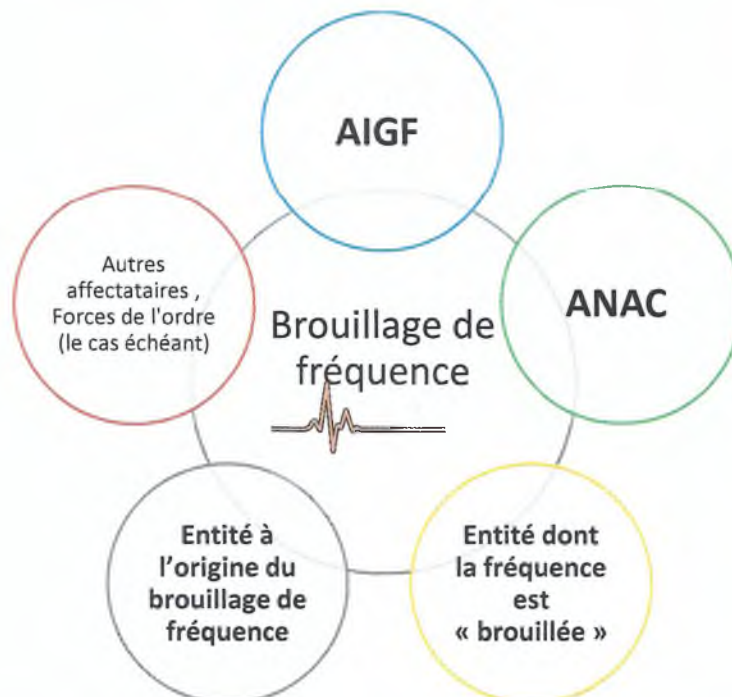 AIGF
Autres
affectataires ,
Forces de l'ordre
(le cas échéant)
ANAC
Brouillage de
fréquence
Entité à
l'origine du
brouillage de
fréquence
Entité dont
la fréquence
est
« brouillée »